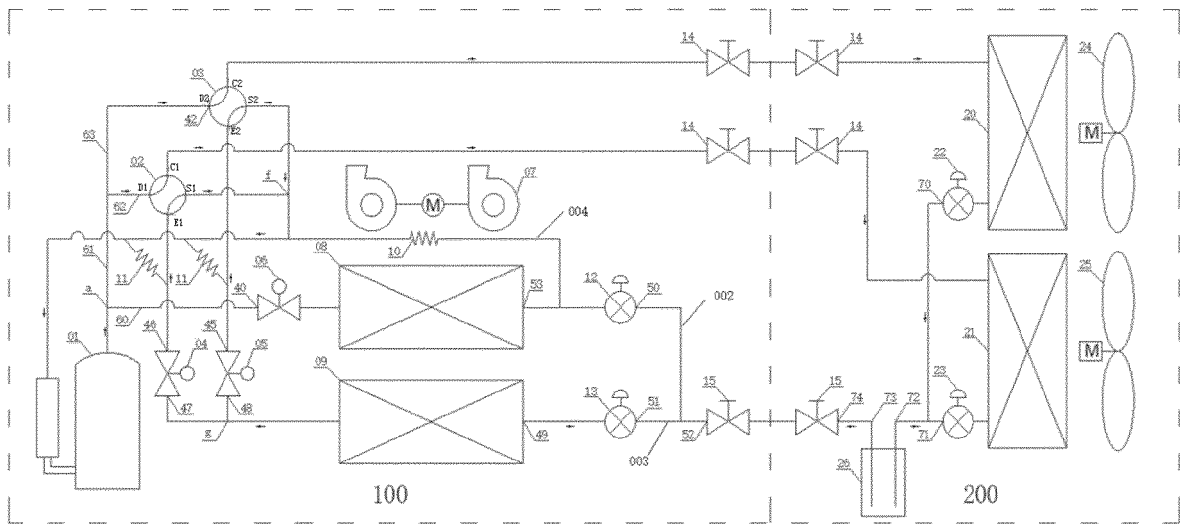 14 14 24
03 C2
D2 S2
42 E2 20
63 14 14 M
02 C1 07 22
D1 S1 f 70
62 E1 M
004
10
61 08 25
11 11 06 12 50
a 40 53 002
60 21 M
01 46 45
04 05 09 15 15 23
13 51 74 73 72
47 48
g 49 52 71
003 26
100 200